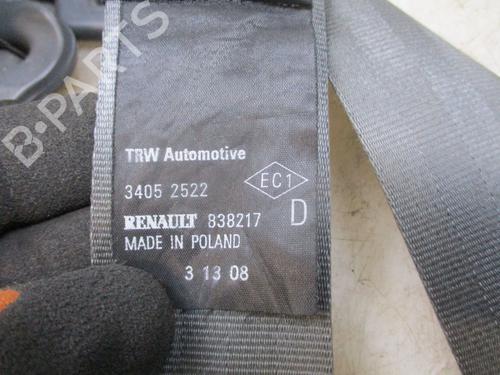 B-PARTS
TRW Automotive
3405 2522
EC1
RENAULT 838217 D
MADE IN POLAND
3 13 08